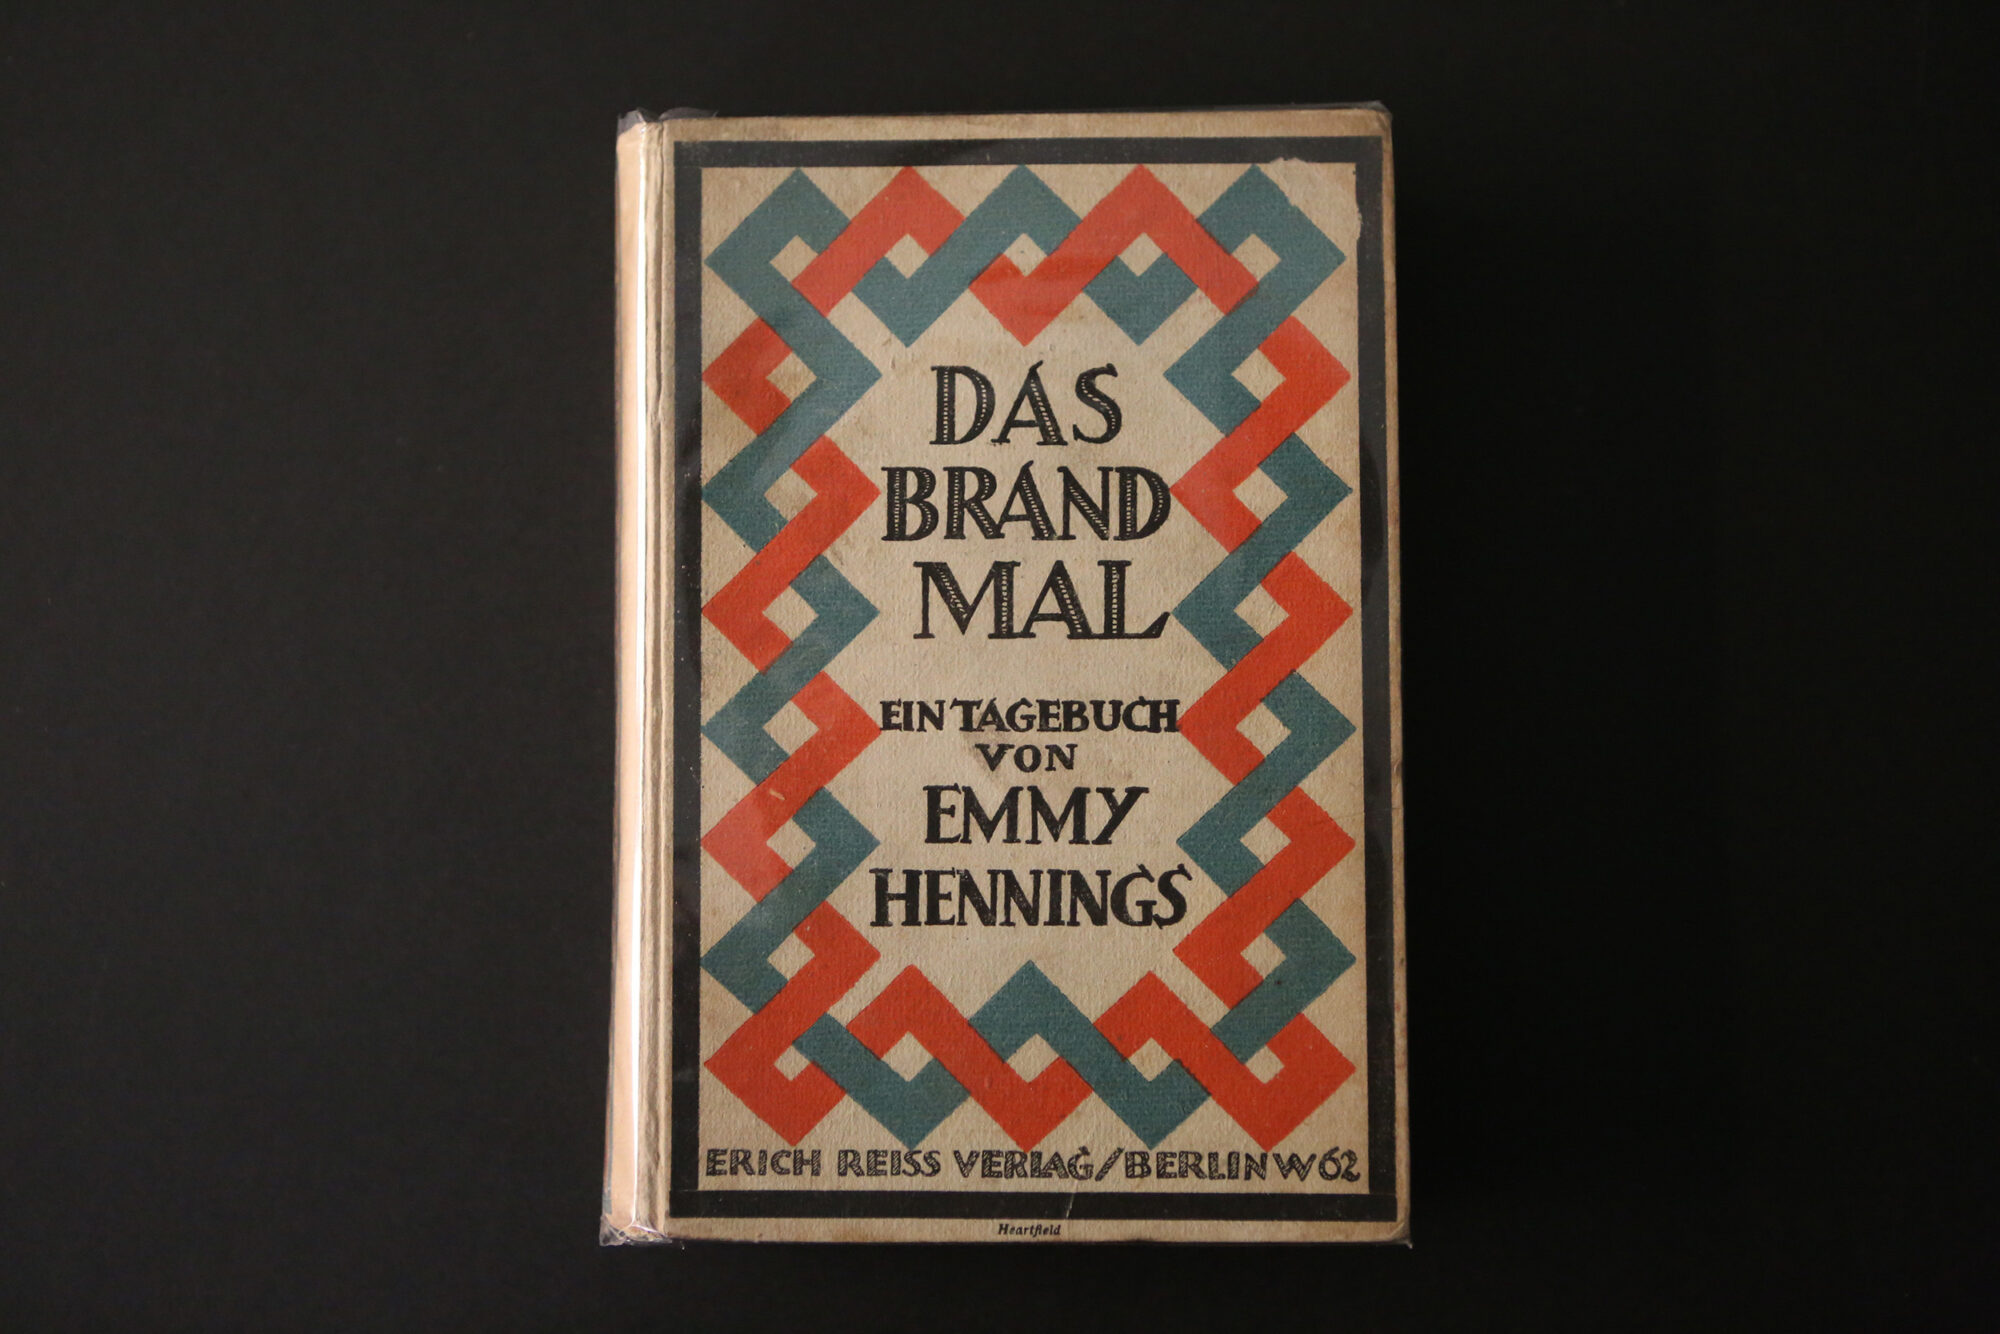 DAS
BRAND
MAL
EIN TAGEBUCH
VON
EMMY
HENNINGS
ERICH REISS VERLAG/BERLIN W 62
Heartfield